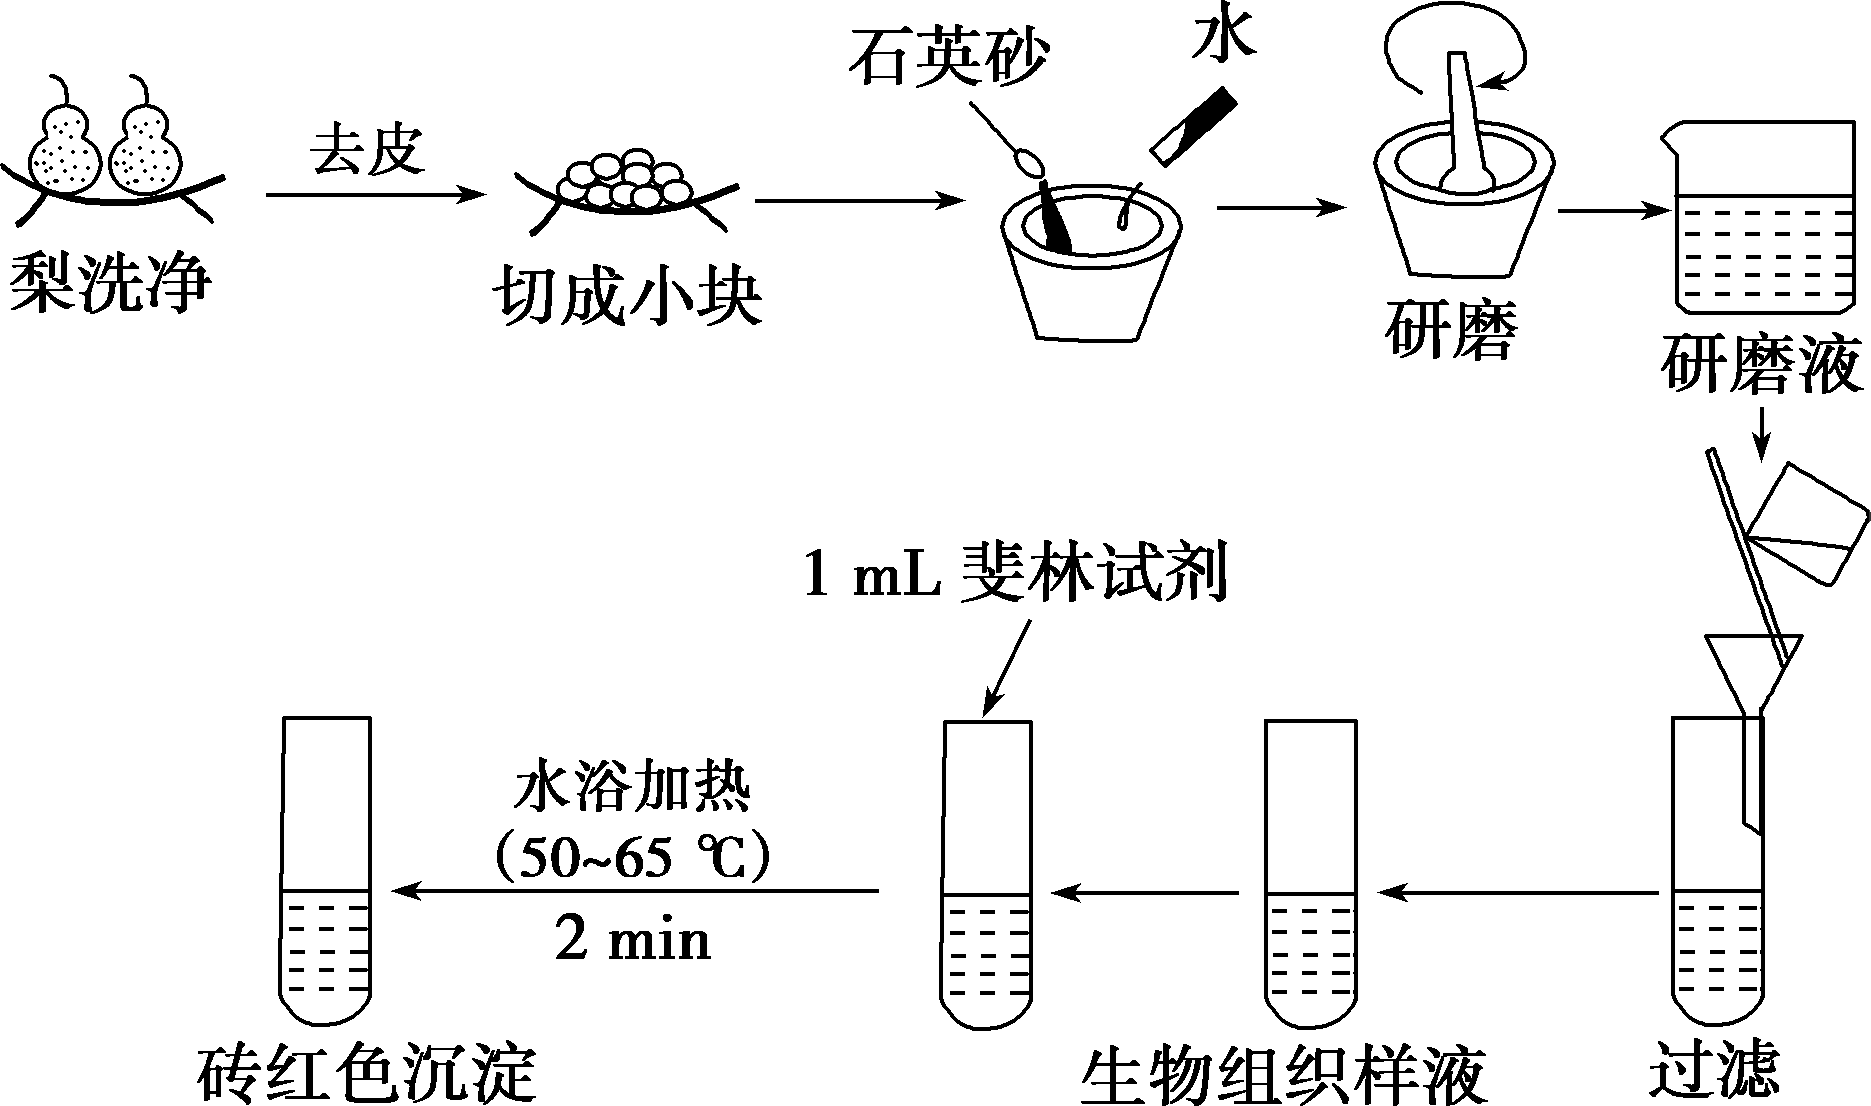 梨洗净
去皮
切成小块
石英砂
水
研磨
研磨液
过滤
生物组织样液
1 mL 斐林试剂
水浴加热
(50~65 ℃)
2 min
砖红色沉淀